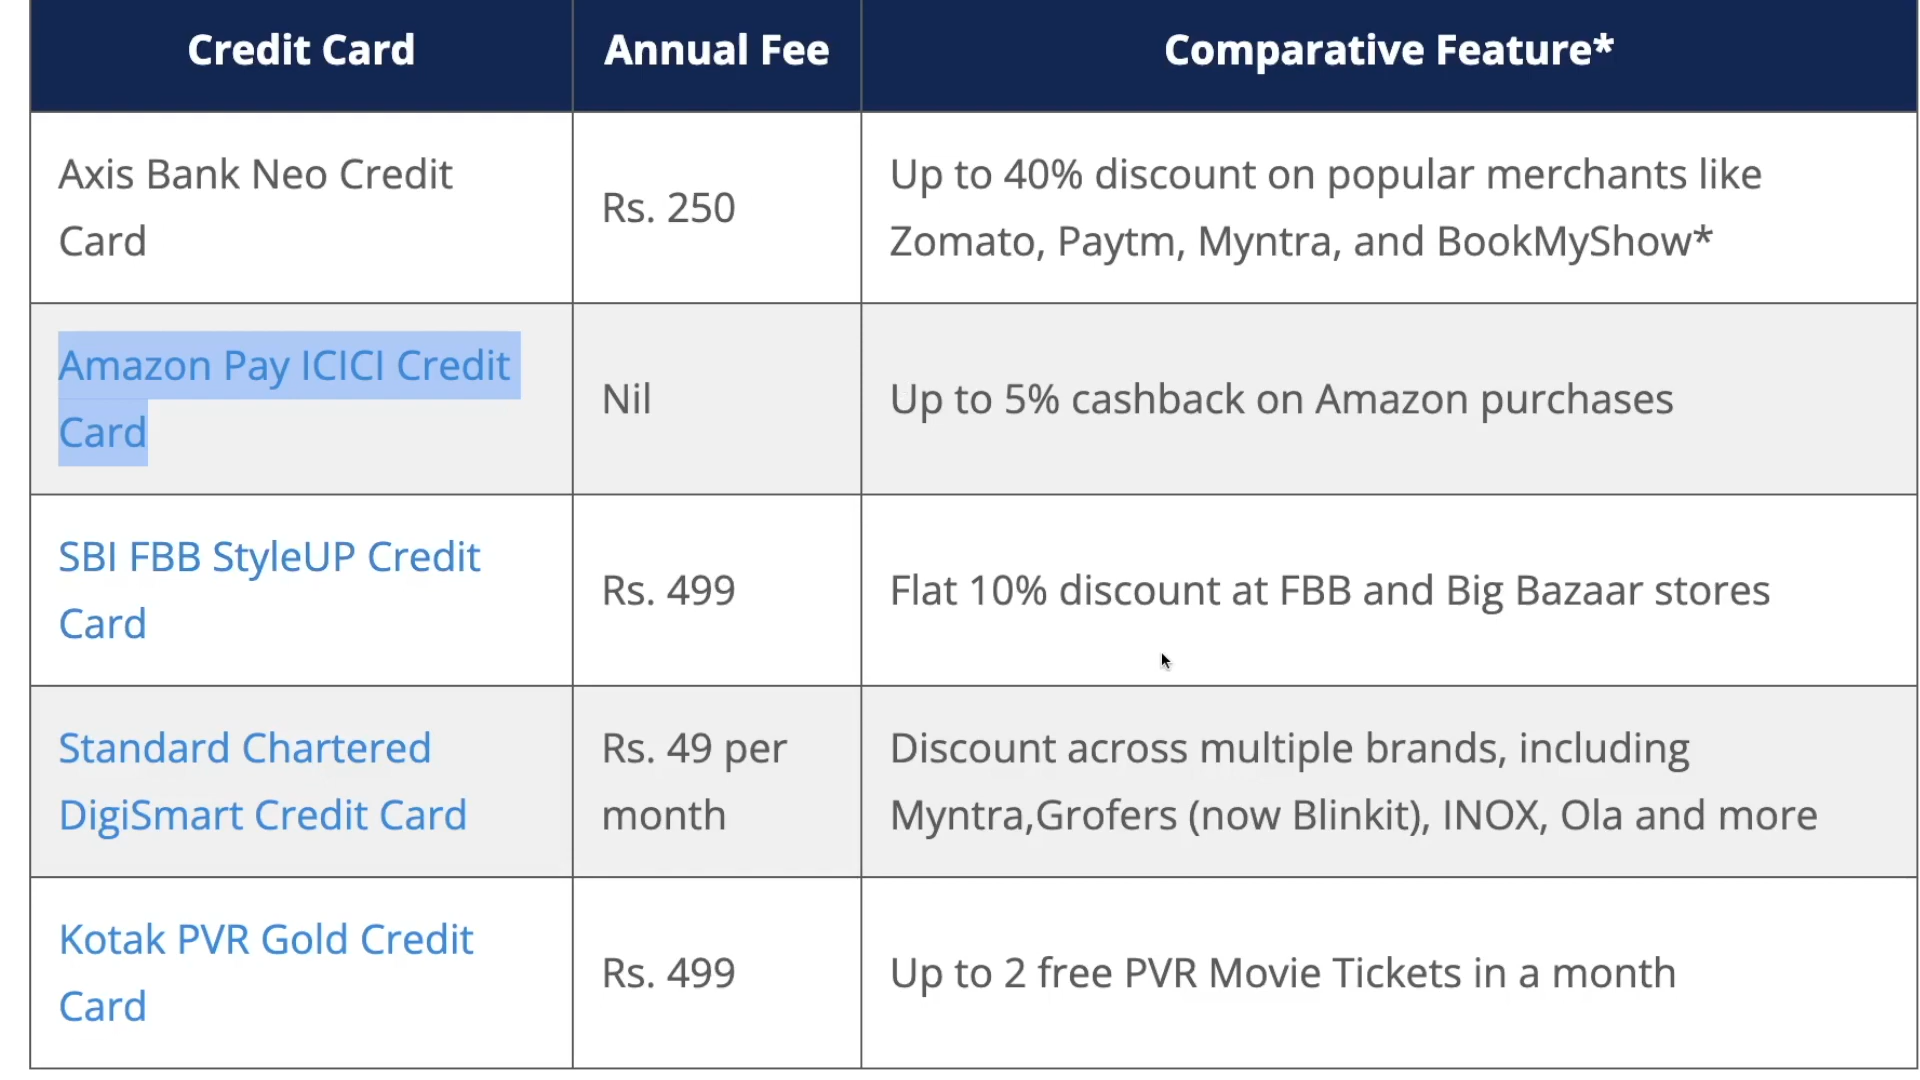 Credit Card
Annual Fee
Comparative Feature*
Axis Bank Neo Credit
Card
Rs. 250
Up to 40% discount on popular merchants like
Zomato, Paytm, Myntra, and BookMyShow*
Amazon Pay ICICI Credit
Card
Nil
Up to 5% cashback on Amazon purchases
SBI FBB StyleUP Credit
Card
Rs. 499
Flat 10% discount at FBB and Big Bazaar stores
Standard Chartered
DigiSmart Credit Card
Rs. 49 per
month
Discount across multiple brands, including
Myntra,Grofers (now Blinkit), INOX, Ola and more
Kotak PVR Gold Credit
Card
Rs. 499
Up to 2 free PVR Movie Tickets in a month